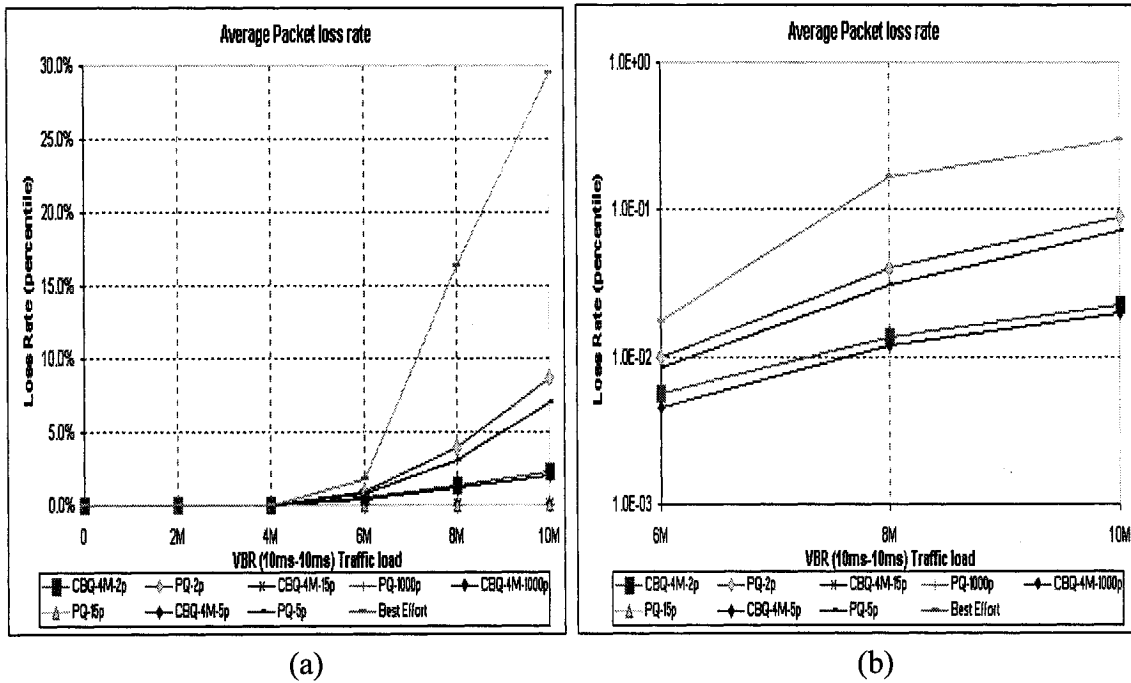 Average Packet loss rate
30.0%
25.0%
20.0%
15.0%
10.0%
5.0%
0.0%
Loss Rate (percentile)
0 2M 4M 6M 8M 10M
VBR (10ms-10ms) Traffic load
CBQ-4M-2p PQ-2p CBQ-4M-15p PQ-1000p CBQ-4M-1000p
PQ-15p CBQ-4M-5p PQ-5p Best Effort
(a)
Average Packet loss rate
1.0E+00
1.0E-01
1.0E-02
1.0E-03
Loss Rate (percentile)
6M 8M 10M
VBR (10ms-10ms) Traffic load
CBQ-4M-2p PQ-2p CBQ-4M-15p PQ-1000p CBQ-4M-1000p
PQ-15p CBQ-4M-5p PQ-5p Best Effort
(b)